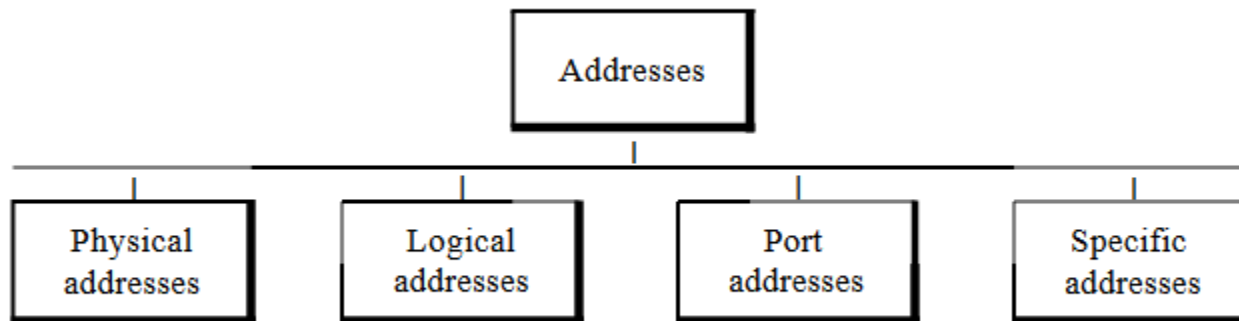 Addresses
Physical
addresses
Logical
addresses
Port
addresses
Specific
addresses